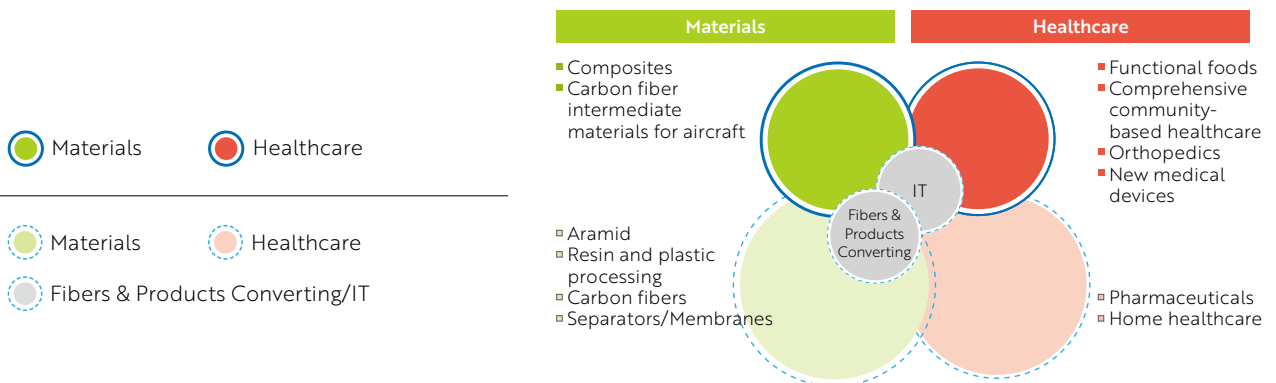 Materials
Healthcare
Materials
Healthcare
Fibers & Products Converting/IT
Materials
Healthcare
Composites
Carbon fiber
intermediate
materials for aircraft
Aramid
Resin and plastic
processing
Carbon fibers
Separators/Membranes
IT
Fibers &
Products
Converting
Functional foods
Comprehensive
community-
based healthcare
Orthopedics
New medical
devices
Pharmaceuticals
Home healthcare